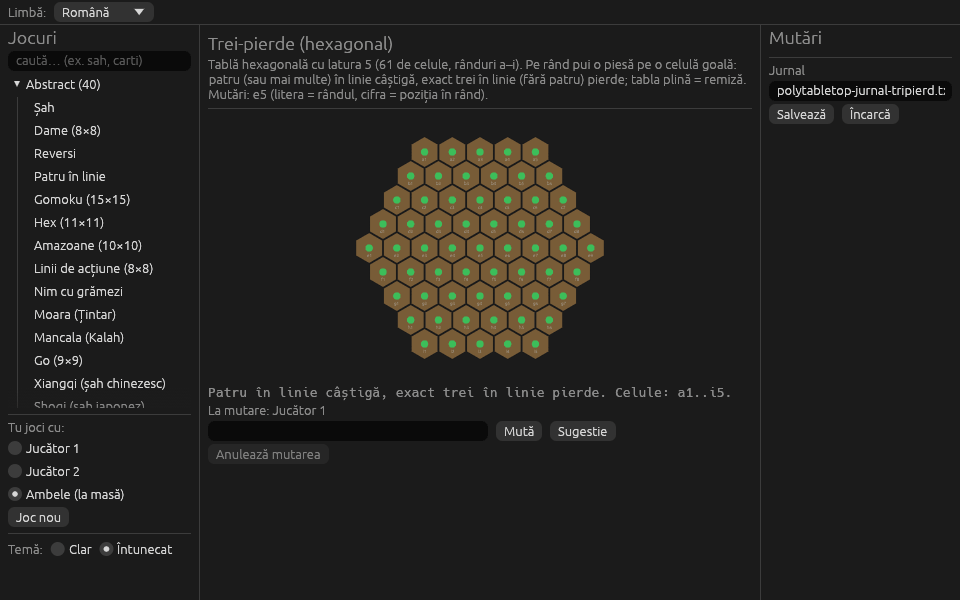 Limbă: Română
Jocuri
caută... (ex. sah, carti)
Abstract (40)
Șah
Dame (8×8)
Reversi
Patru în linie
Gomoku (15×15)
Hex (11×11)
Amazoane (10×10)
Linii de acțiune (8×8)
Nim cu grămezi
Moara (Țintar)
Mancala (Kalah)
Go (9×9)
Xiangqi (șah chinezesc)
Shogi (șah japonez)
Tu joci cu:
Jucător 1
Jucător 2
Ambele (la masă)
Joc nou
Temă: Clar Întunecat
Trei-pierde (hexagonal)
Tablă hexagonală cu latura 5 (61 de celule, rânduri a–i). Pe rând pui o piesă pe o celulă goală:
patru (sau mai multe) în linie câștigă, exact trei în linie (fără patru) pierde; tabla plină = remiză.
Mutări: e5 (litera = rândul, cifra = poziția în rând).
Patru în linie câștigă, exact trei în linie pierde. Celule: a1..i5.
La mutare: Jucător 1
Mută Sugestie
Anulează mutarea
Mutări
Jurnal
polytabletop-jurnal-tripierd.t
Salvează Încarcă